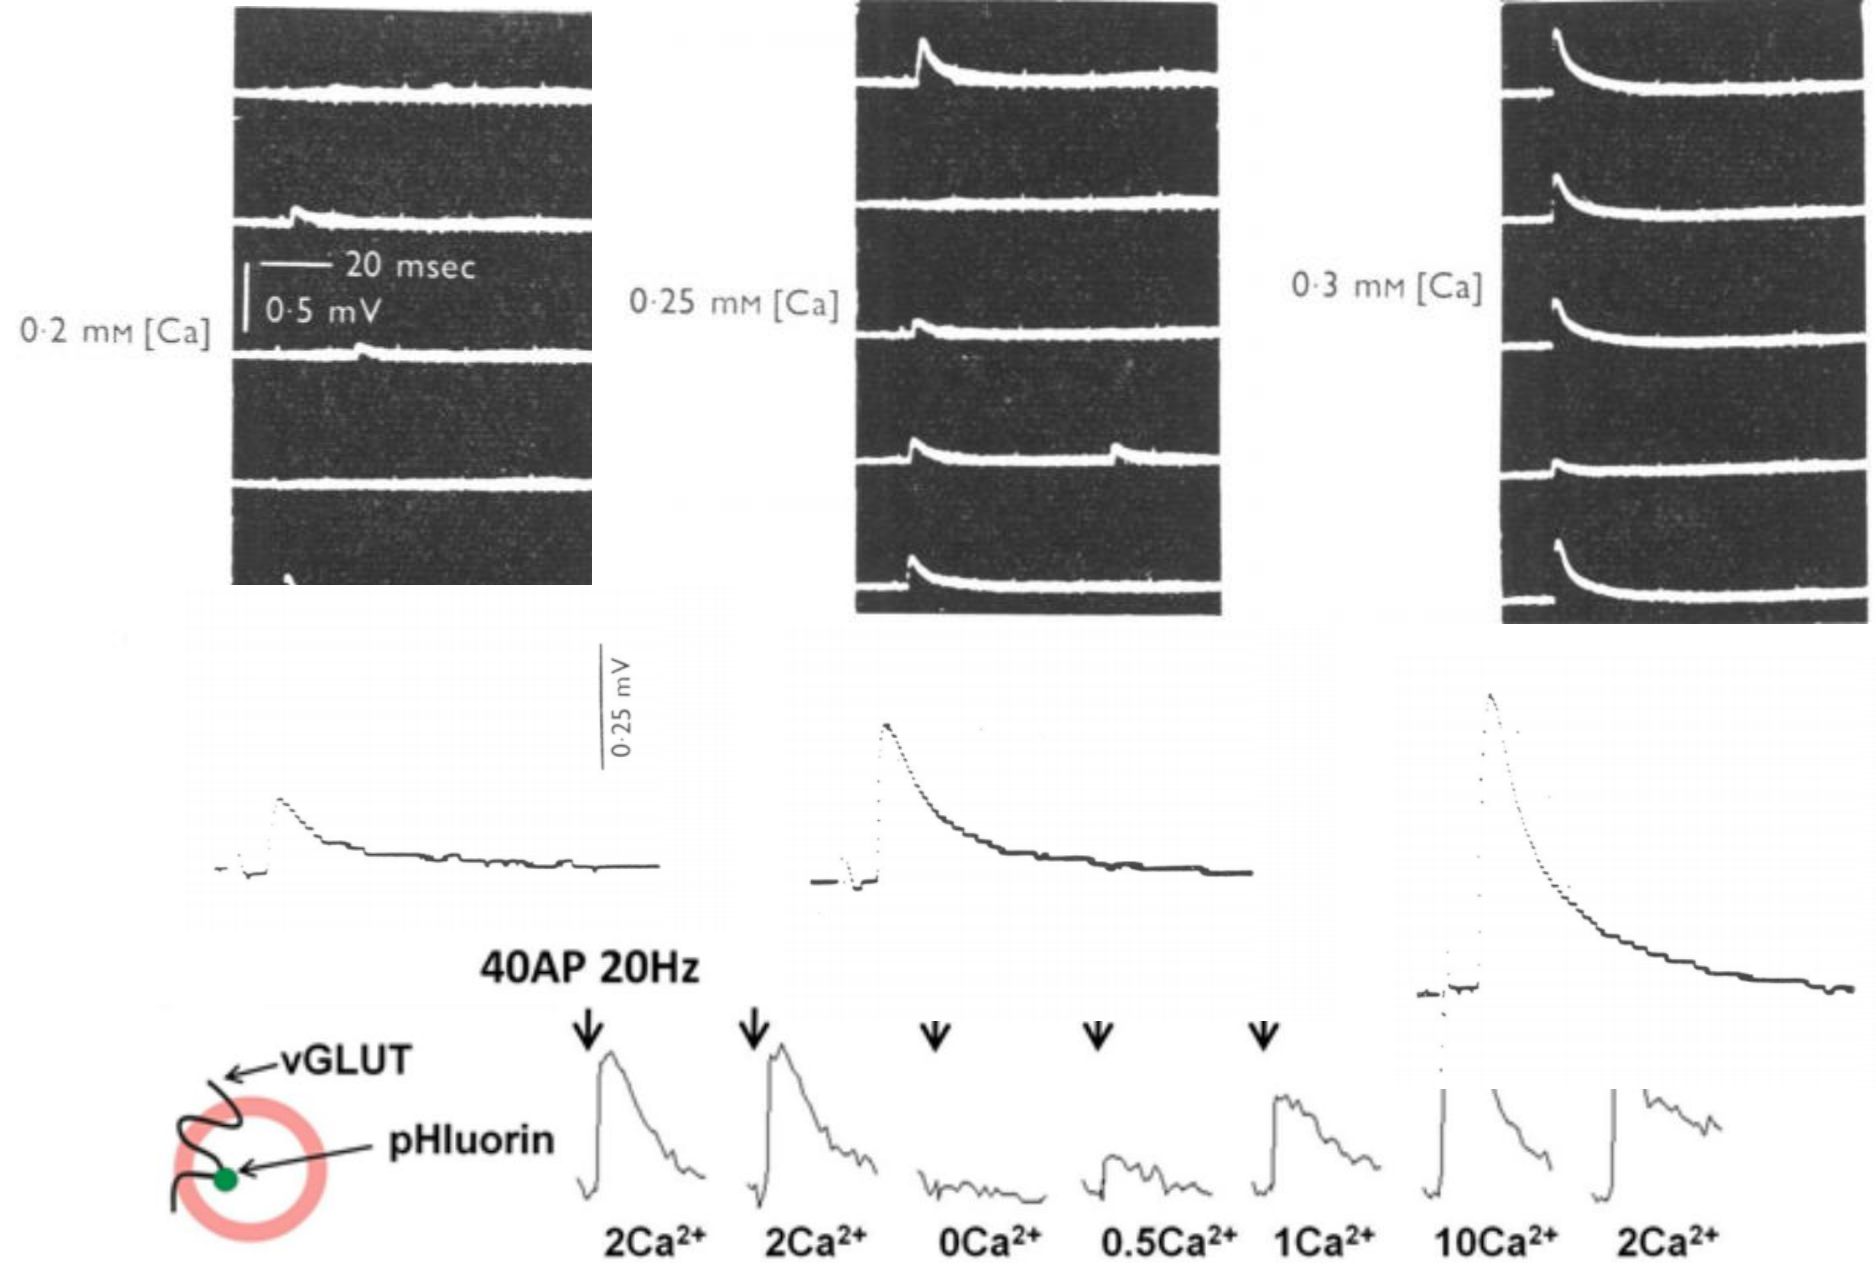 20 msec
0·5 mV
0·2 mM [Ca]
0·25 mM [Ca]
0·3 mM [Ca]
0·25 mV
40AP 20Hz
vGLUT
pHluorin
2Ca²⁺ 2Ca²⁺ 0Ca²⁺ 0.5Ca²⁺ 1Ca²⁺ 10Ca²⁺ 2Ca²⁺